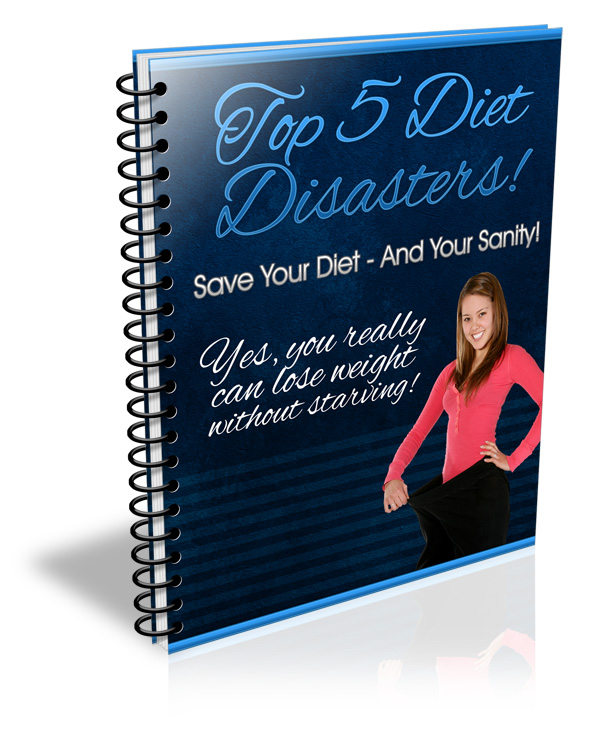 Top 5 Diet
Disasters!
Save Your Diet - And Your Sanity!
Yes, you really
can lose weight
without starving!